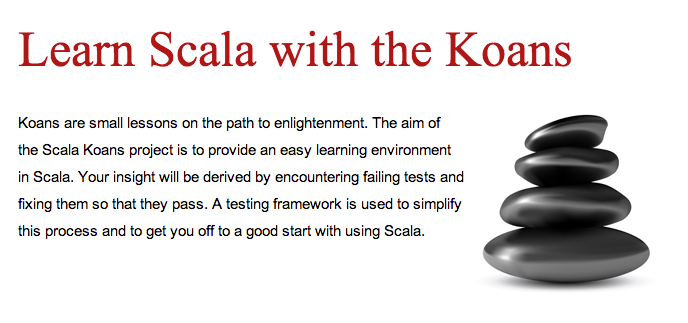 Learn Scala with the Koans
Koans are small lessons on the path to enlightenment. The aim of
the Scala Koans project is to provide an easy learning environment
in Scala. Your insight will be derived by encountering failing tests and
fixing them so that they pass. A testing framework is used to simplify
this process and to get you off to a good start with using Scala.